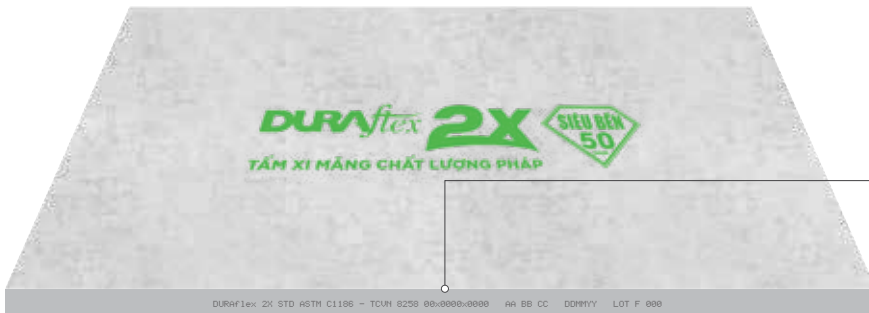 DURAflex 2X SIÊU BỀN 50
TẤM XI MĂNG CHẤT LƯỢNG PHÁP
DURAflex 2X STD ASTM C1186 - TCVN 8258 00x0000x0000 AA BB CC DDMMYY LOT F 000